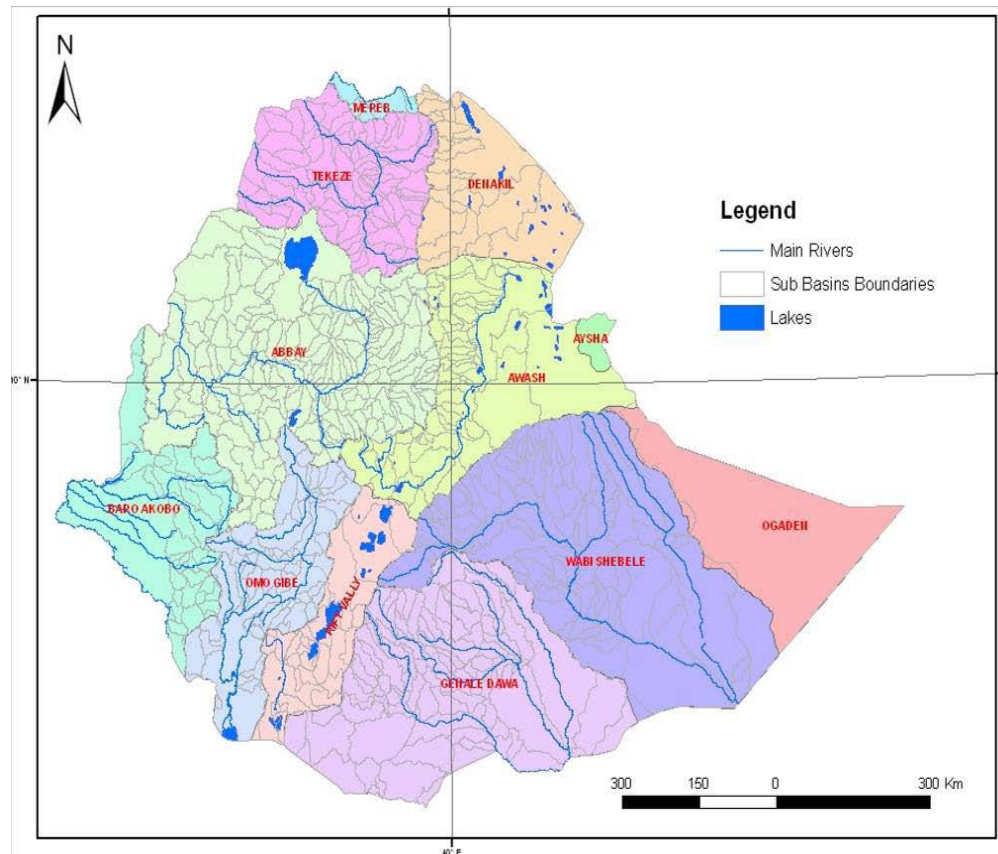 N
MEREB
TEKEZE
DENAKIL
Legend
Main Rivers
Sub Basins Boundaries
Lakes
AYSHA
ABBAY
AWASH
BARO AKOBO
OGADEN
WABI SHEBELE
OMO GIBE
RIFT VALLY
GENALE DAWA
300 150 0 300 Km